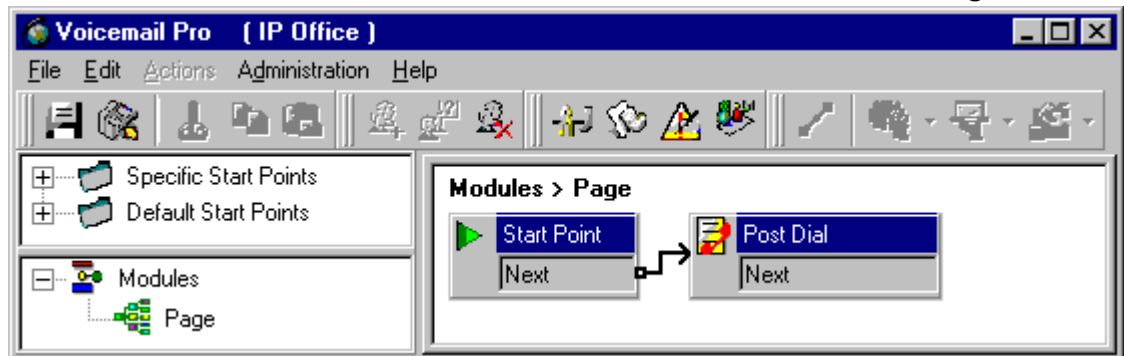 Voicemail Pro ( IP Office )
File Edit Actions Administration Help
Specific Start Points
Default Start Points
Modules
Page
Modules > Page
Start Point
Next
Post Dial
Next